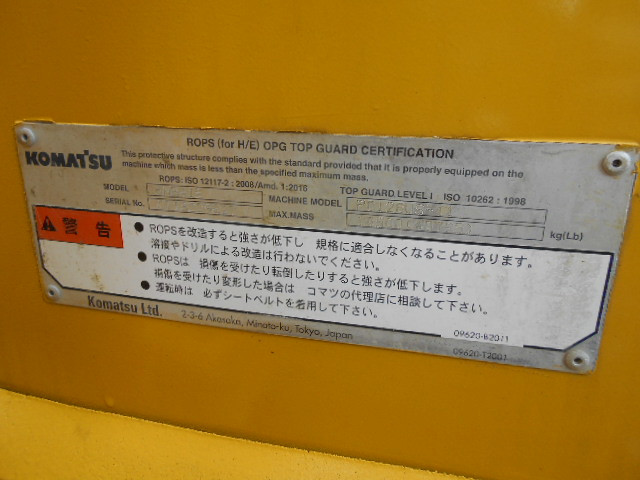 ROPS (for H/E) OPG TOP GUARD CERTIFICATION
KOMATSU
This protective structure complies with the standard provided that it is properly equipped on the
machine which mass is less than the specified maximum mass.
ROPS: ISO 12117-2 : 2008/Amd. 1:2016 TOP GUARD LEVEL I ISO 10262 : 1998
MODEL MACHINE MODEL
SERIAL No. MAX.MASS kg(Lb)
警告
● ROPSを改造すると強さが低下し 規格に適合しなくなることがあります。
溶接やドリルによる改造は行わないでください。
● ROPSは 損傷を受けたり転倒したりすると強さが低下します。
損傷を受けたり変形した場合は コマツの代理店に相談して下さい。
● 運転時は 必ずシートベルトを着用して下さい。
09620-B2011
Komatsu Ltd. 2-3-6 Akasaka, Minato-ku, Tokyo, Japan
09620-T2001